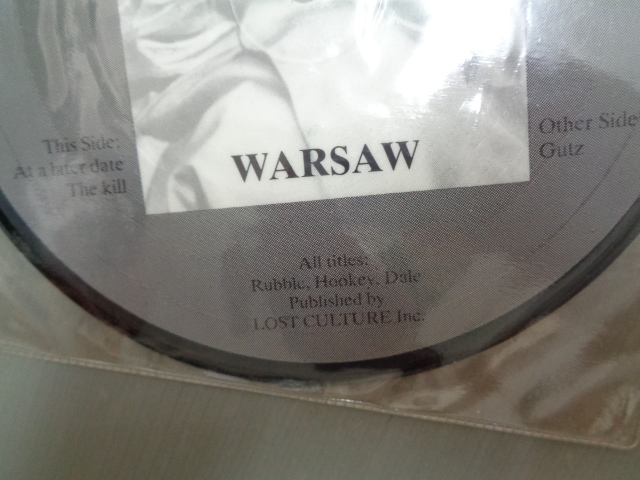 This Side:
At a later date
The kill
WARSAW
Other Side
Gutz
All titles:
Rubble, Hookey, Dale
Published by
LOST CULTURE Inc.